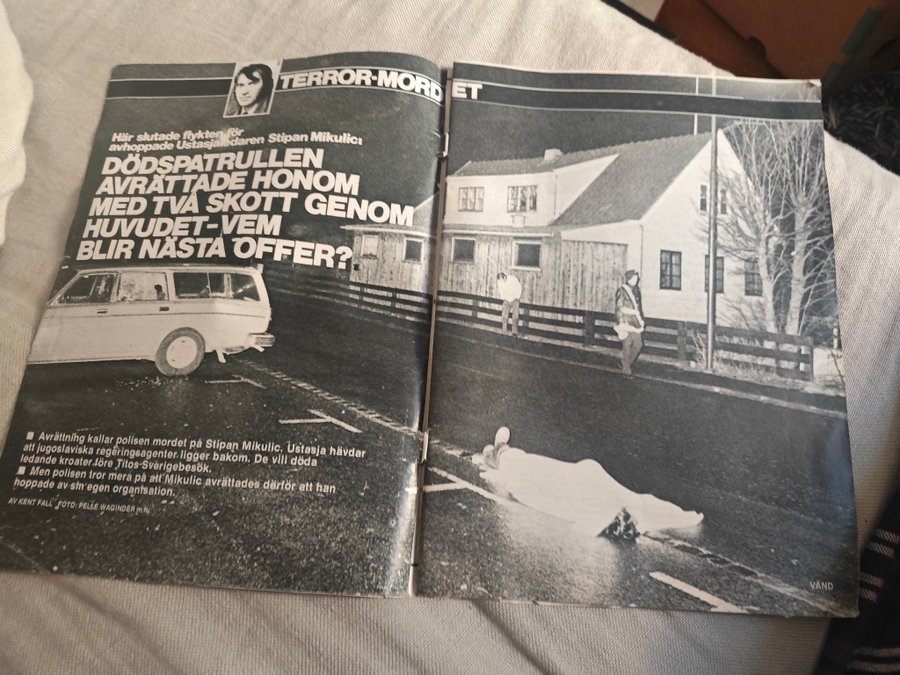 TERROR-MORDET
Här slutade flykten för
avhoppade Ustasjaledaren Stipan Mikulic:
DÖDSPATRULLEN
AVRÄTTADE HONOM
MED TVÅ SKOTT GENOM
HUVUDET-VEM
BLIR NÄSTA OFFER?
■ Avrättning kallar polisen mordet på Stipan Mikulic. Ustasja hävdar
att jugoslaviska regeringsagenter ligger bakom. De vill döda
ledande kroater före Titos Sverigebesök.
■ Men polisen tror mera på att Mikulic avrättades därför att han
hoppade av sin egen organisation.
AV KENT FALL FOTO: PELLE WAGINDER m.fl.
VÄND